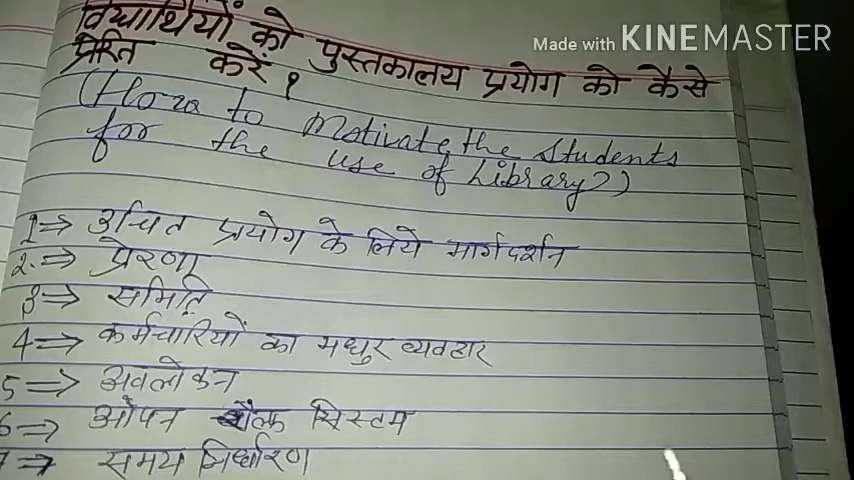 Made with KINEMASTER
विद्यार्थियों को पुस्तकालय प्रयोग को कैसे
प्रेरित करें ?
(How to Motivate the Students
for the use of Library?)
1⇒ उचित प्रयोग के लिये मार्गदर्शन
2.⇒ प्रेरणा
3⇒ समिति
4⇒ कर्मचारियों का मधुर व्यवहार
5⇒ अवलोकन
6⇒ ओपन शैल्फ सिस्टम
7⇒ समय निर्धारण